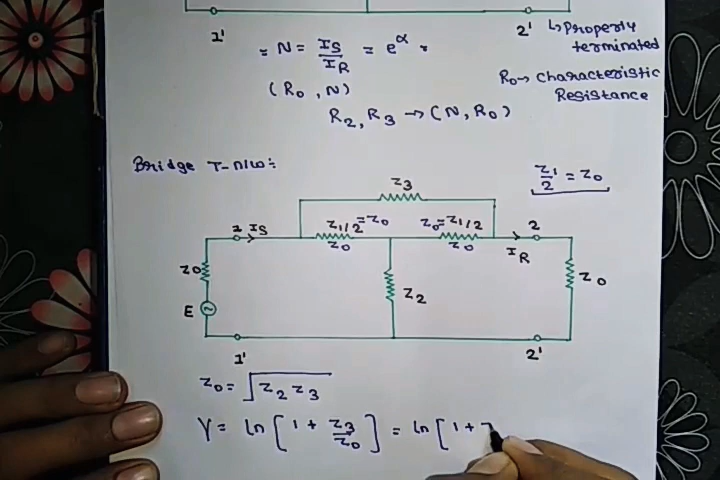 1'
2' ↳ Properly
terminated
= N = IS/IR = e^α =
(R0, N)
R0 → Characteristic
Resistance
R2, R3 → (N, R0)
Bridge T-n/w:-
Z1/2 = Z0
Z3
1 IS
Z1/2 = Z0
Z0 = Z1/2
2
Z0
Z0
IR
Z0
Z2
Z0
E
1'
2'
Z0 = √Z2 Z3
γ = ln [1 + Z3/Z0] = ln [1 +